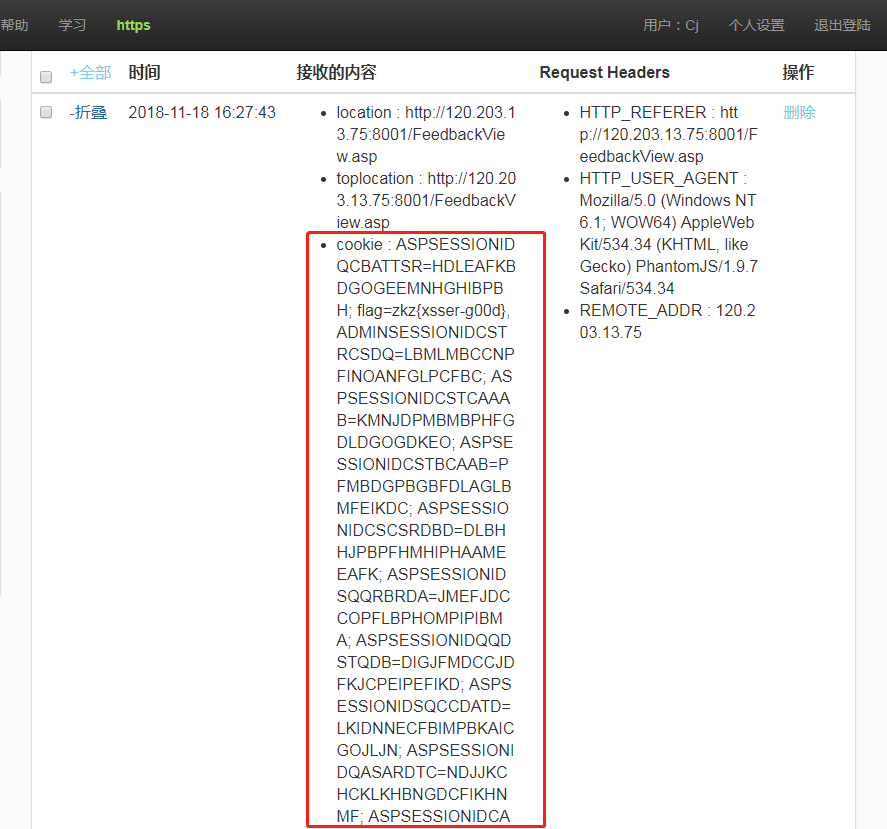 帮助 学习 https 用户：Cj 个人设置 退出登陆
+全部 时间 接收的内容 Request Headers 操作
-折叠 2018-11-18 16:27:43
location : http://120.203.1
3.75:8001/FeedbackVie
w.asp
toplocation : http://120.20
3.13.75:8001/FeedbackV
iew.asp
cookie : ASPSESSIONID
QCBATTSR=HDLEAFKB
DGOGEEMNHGHIBPB
H; flag=zkz{xsser-g00d},
ADMINSESSIONIDCST
RCSDQ=LBMLMBCCNP
FINOANFGLPCFBC; AS
PSESSIONIDCSTCAAA
B=KMNJDPMBMBPHFG
DLDGOGDKEO; ASPSE
SSIONIDCSTBCAAB=P
FMBDGPBGBFDLAGLB
MFEIKDC; ASPSESSIO
NIDCSCSRDBD=DLBH
HJPBPFHMHIPHAAME
EAFK; ASPSESSIONID
SQQRBRDA=JMEFJDC
COPFLBPHOMPIPIBM
A; ASPSESSIONIDQQD
STQDB=DIGJFMDCCJD
FKJCPEIPEFIKD; ASPS
ESSIONIDSQCCDATD=
LKIDNNECFBIMPBKAIC
GOJLJN; ASPSESSIONI
DQASARDTC=NDJJKC
HCKLKHBNGDCFIKHN
MF; ASPSESSIONIDCA
HTTP_REFERER : htt
p://120.203.13.75:8001/F
eedbackView.asp
HTTP_USER_AGENT :
Mozilla/5.0 (Windows NT
6.1; WOW64) AppleWeb
Kit/534.34 (KHTML, like
Gecko) PhantomJS/1.9.7
Safari/534.34
REMOTE_ADDR : 120.2
03.13.75
删除